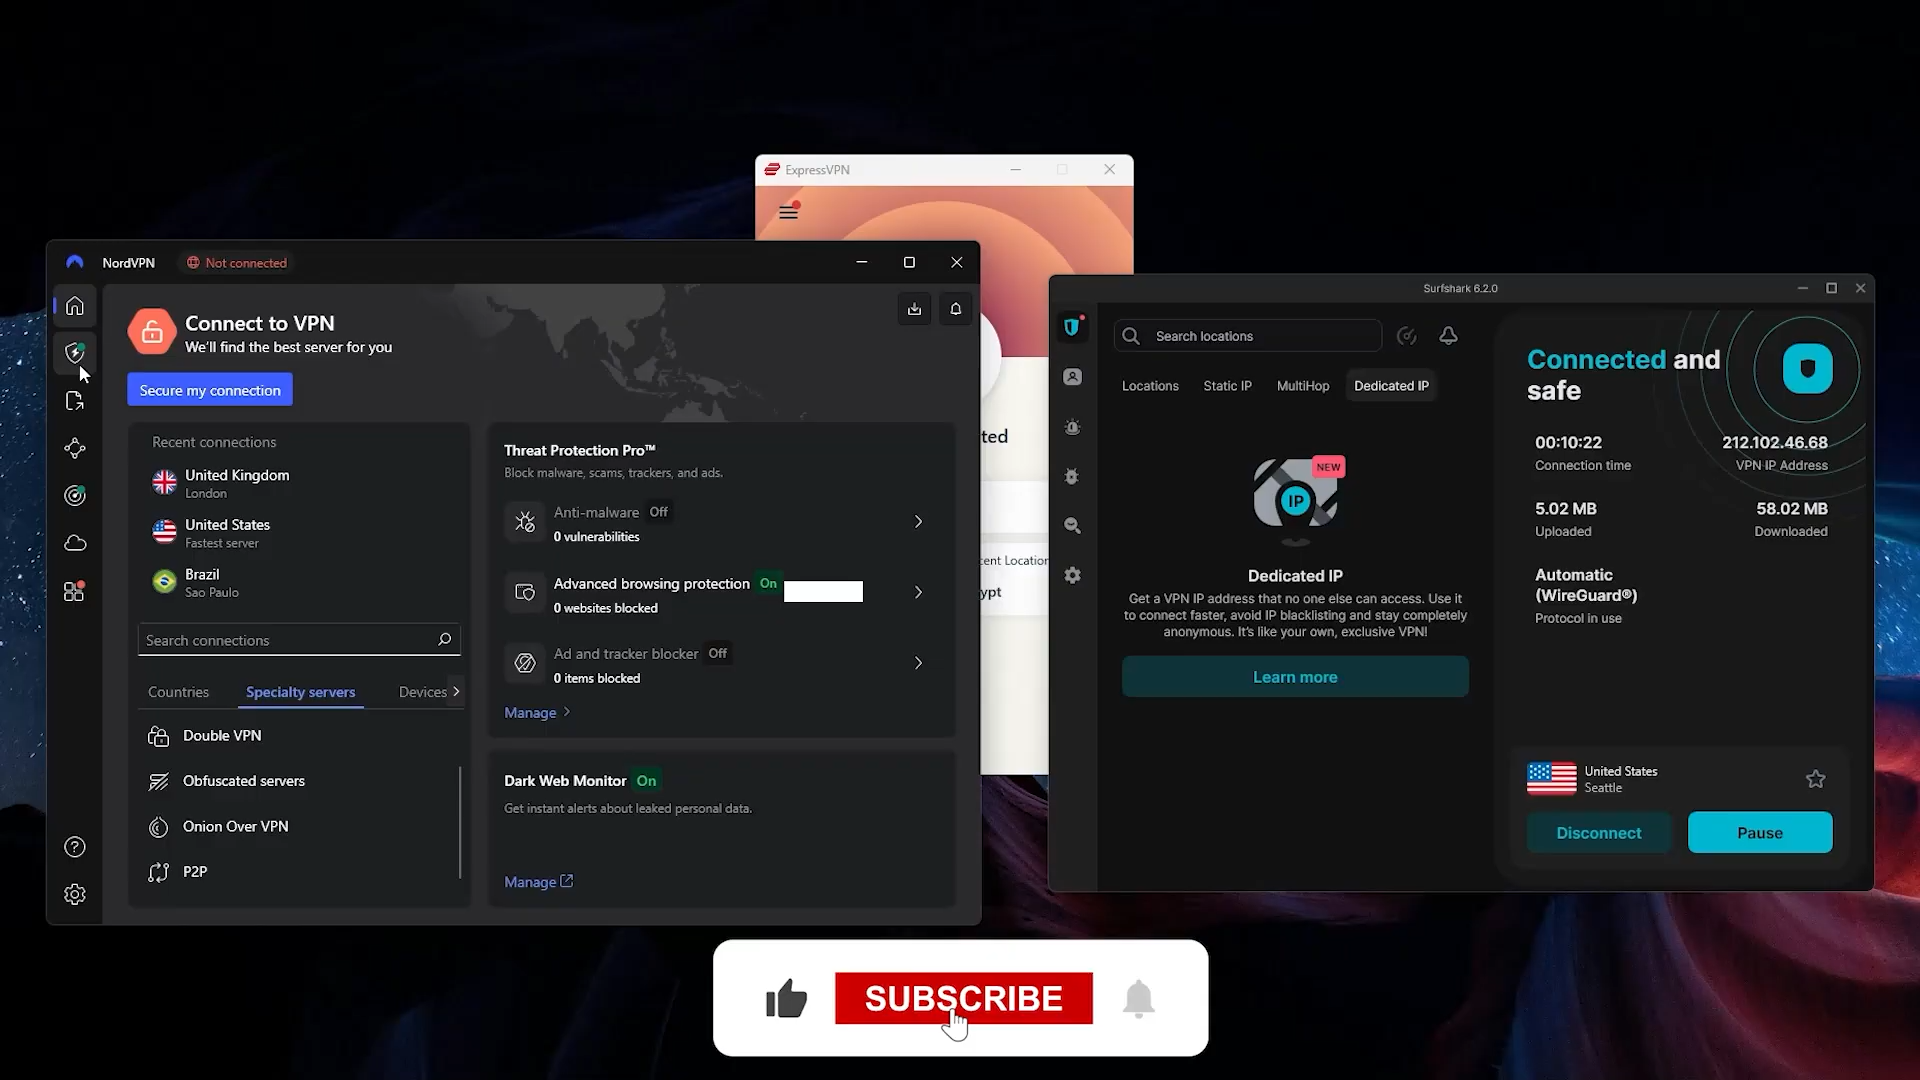 ExpressVPN
NordVPN
Not connected
Connect to VPN
We'll find the best server for you
Secure my connection
Recent connections
United Kingdom
London
United States
Fastest server
Brazil
Sao Paulo
Search connections
Countries
Specialty servers
Devices
Double VPN
Obfuscated servers
Onion Over VPN
P2P
Threat Protection Pro™
Block malware, scams, trackers, and ads.
Anti-malware Off
0 vulnerabilities
Advanced browsing protection On
0 websites blocked
Ad and tracker blocker Off
0 items blocked
Manage
Dark Web Monitor On
Get instant alerts about leaked personal data.
Manage
ted
cent Location
ypt
Surfshark 6.2.0
Search locations
Locations
Static IP
MultiHop
Dedicated IP
NEW
IP
Dedicated IP
Get a VPN IP address that no one else can access. Use it
to connect faster, avoid IP blacklisting and stay completely
anonymous. It's like your own, exclusive VPN!
Learn more
Connected and
safe
00:10:22
Connection time
212.102.46.68
VPN IP Address
5.02 MB
Uploaded
58.02 MB
Downloaded
Automatic
(WireGuard®)
Protocol in use
United States
Seattle
Disconnect
Pause
SUBSCRIBE